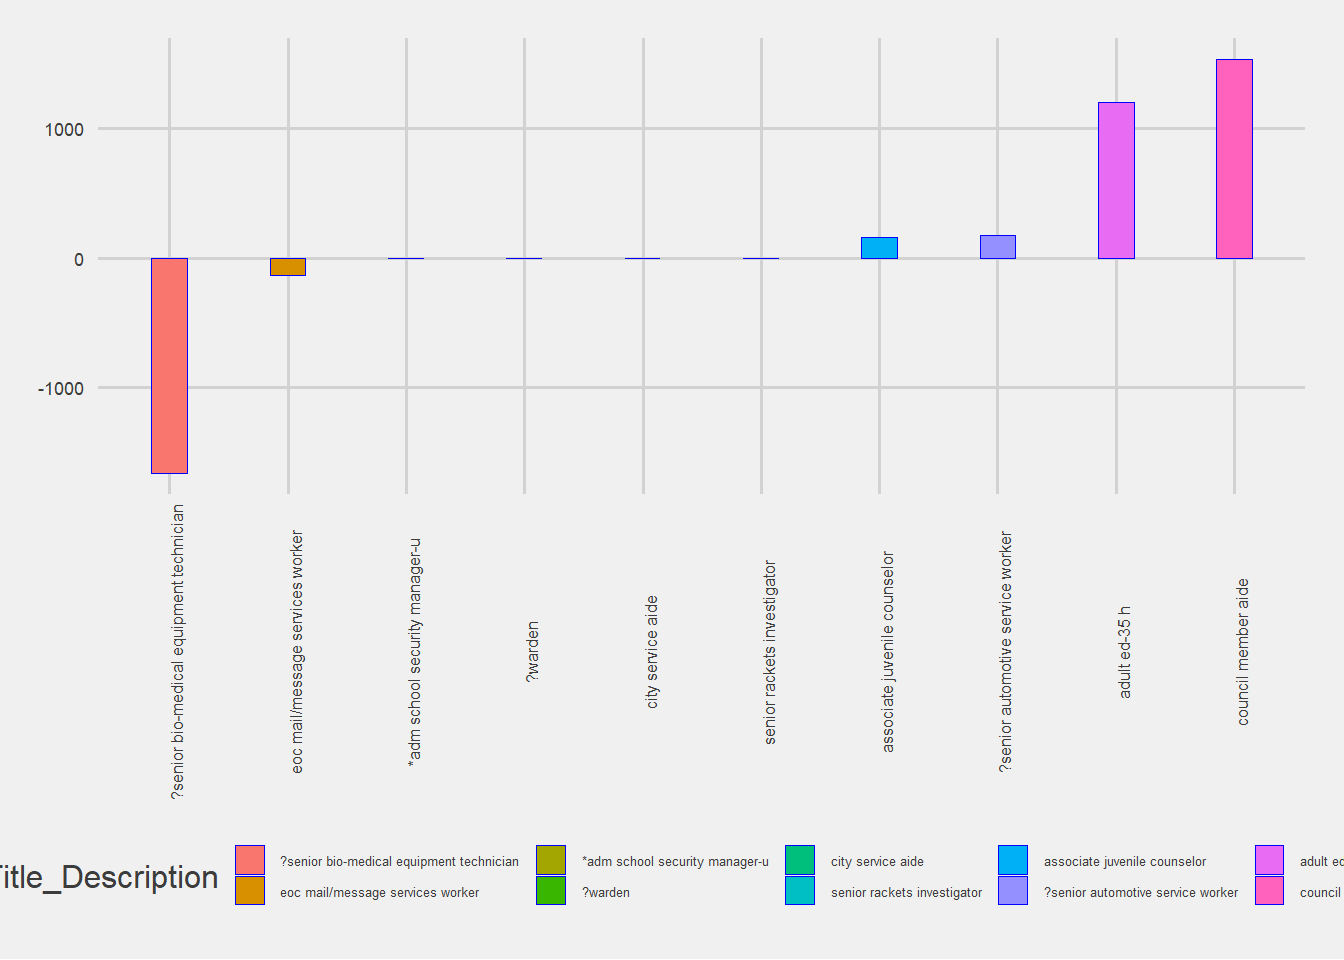 1000
0
-1000
?senior bio-medical equipment technician
eoc mail/message services worker
*adm school security manager-u
?warden
city service aide
senior rackets investigator
associate juvenile counselor
?senior automotive service worker
adult ed-35 h
council member aide
Title_Description
?senior bio-medical equipment technician
*adm school security manager-u
city service aide
associate juvenile counselor
adult ed
eoc mail/message services worker
?warden
senior rackets investigator
?senior automotive service worker
council